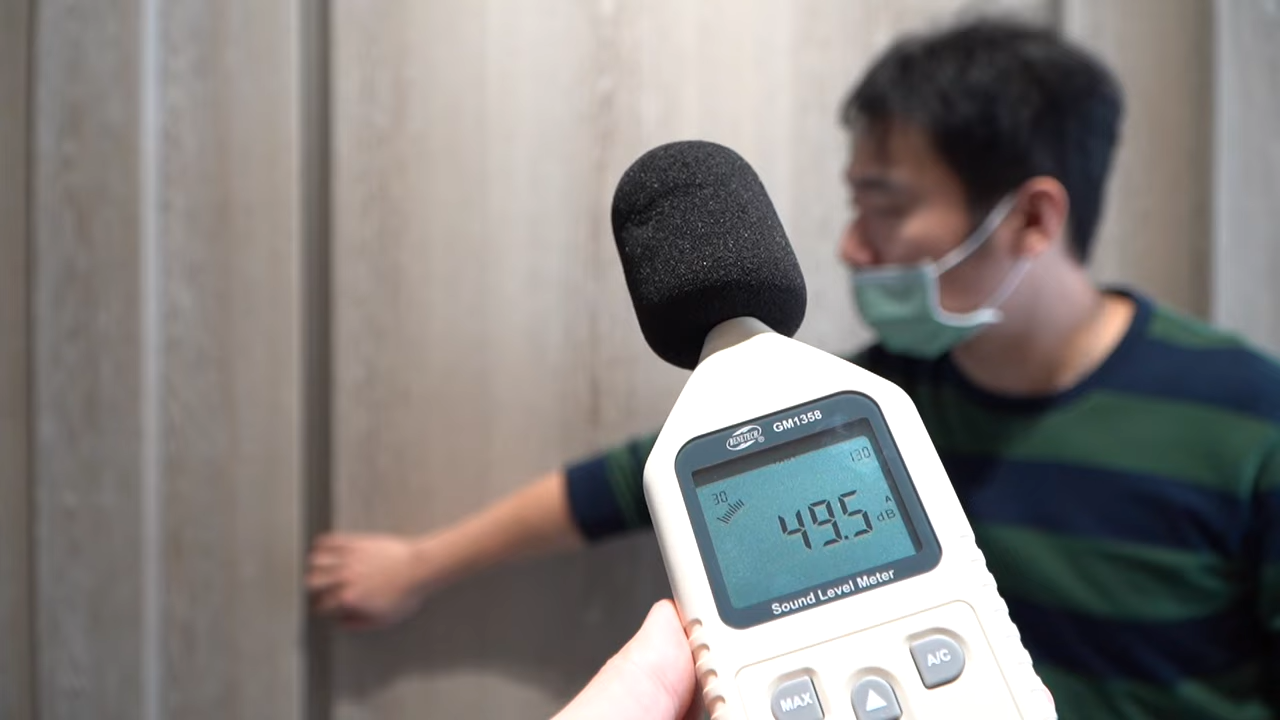 BENETECH® GM1358
130
30
49.5 A dB
Sound Level Meter
MAX ▲ A/C